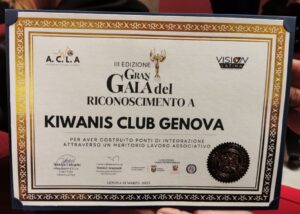 A.C.L.A
VISION
LATINA
III EDIZIONE
GRAN
GALA del
RICONOSCIMENTO A
KIWANIS CLUB GENOVA
PER AVER COSTRUITO PONTI DI INTEGRAZIONE
ATTRAVERSO UN MERITORIO LAVORO ASSOCIATIVO